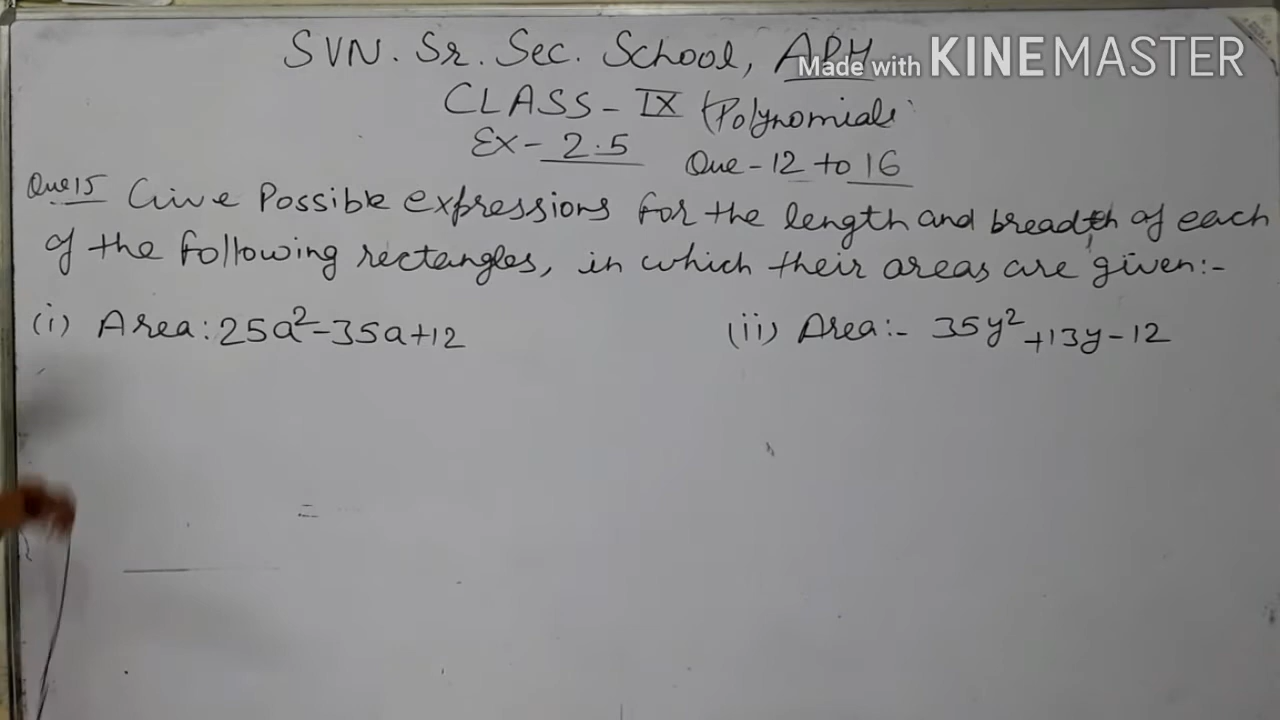 SVN. Sr. Sec. School, APH
Made with KINEMASTER
CLASS - IX (Polynomials
Ex - 2.5 Que - 12 to 16
Que 15 Give Possible expressions for the length and breadth of each
of the following rectangles, in which their areas are given:-
(i) Area: 25a²-35a+12 (ii) Area:- 35y²+13y-12